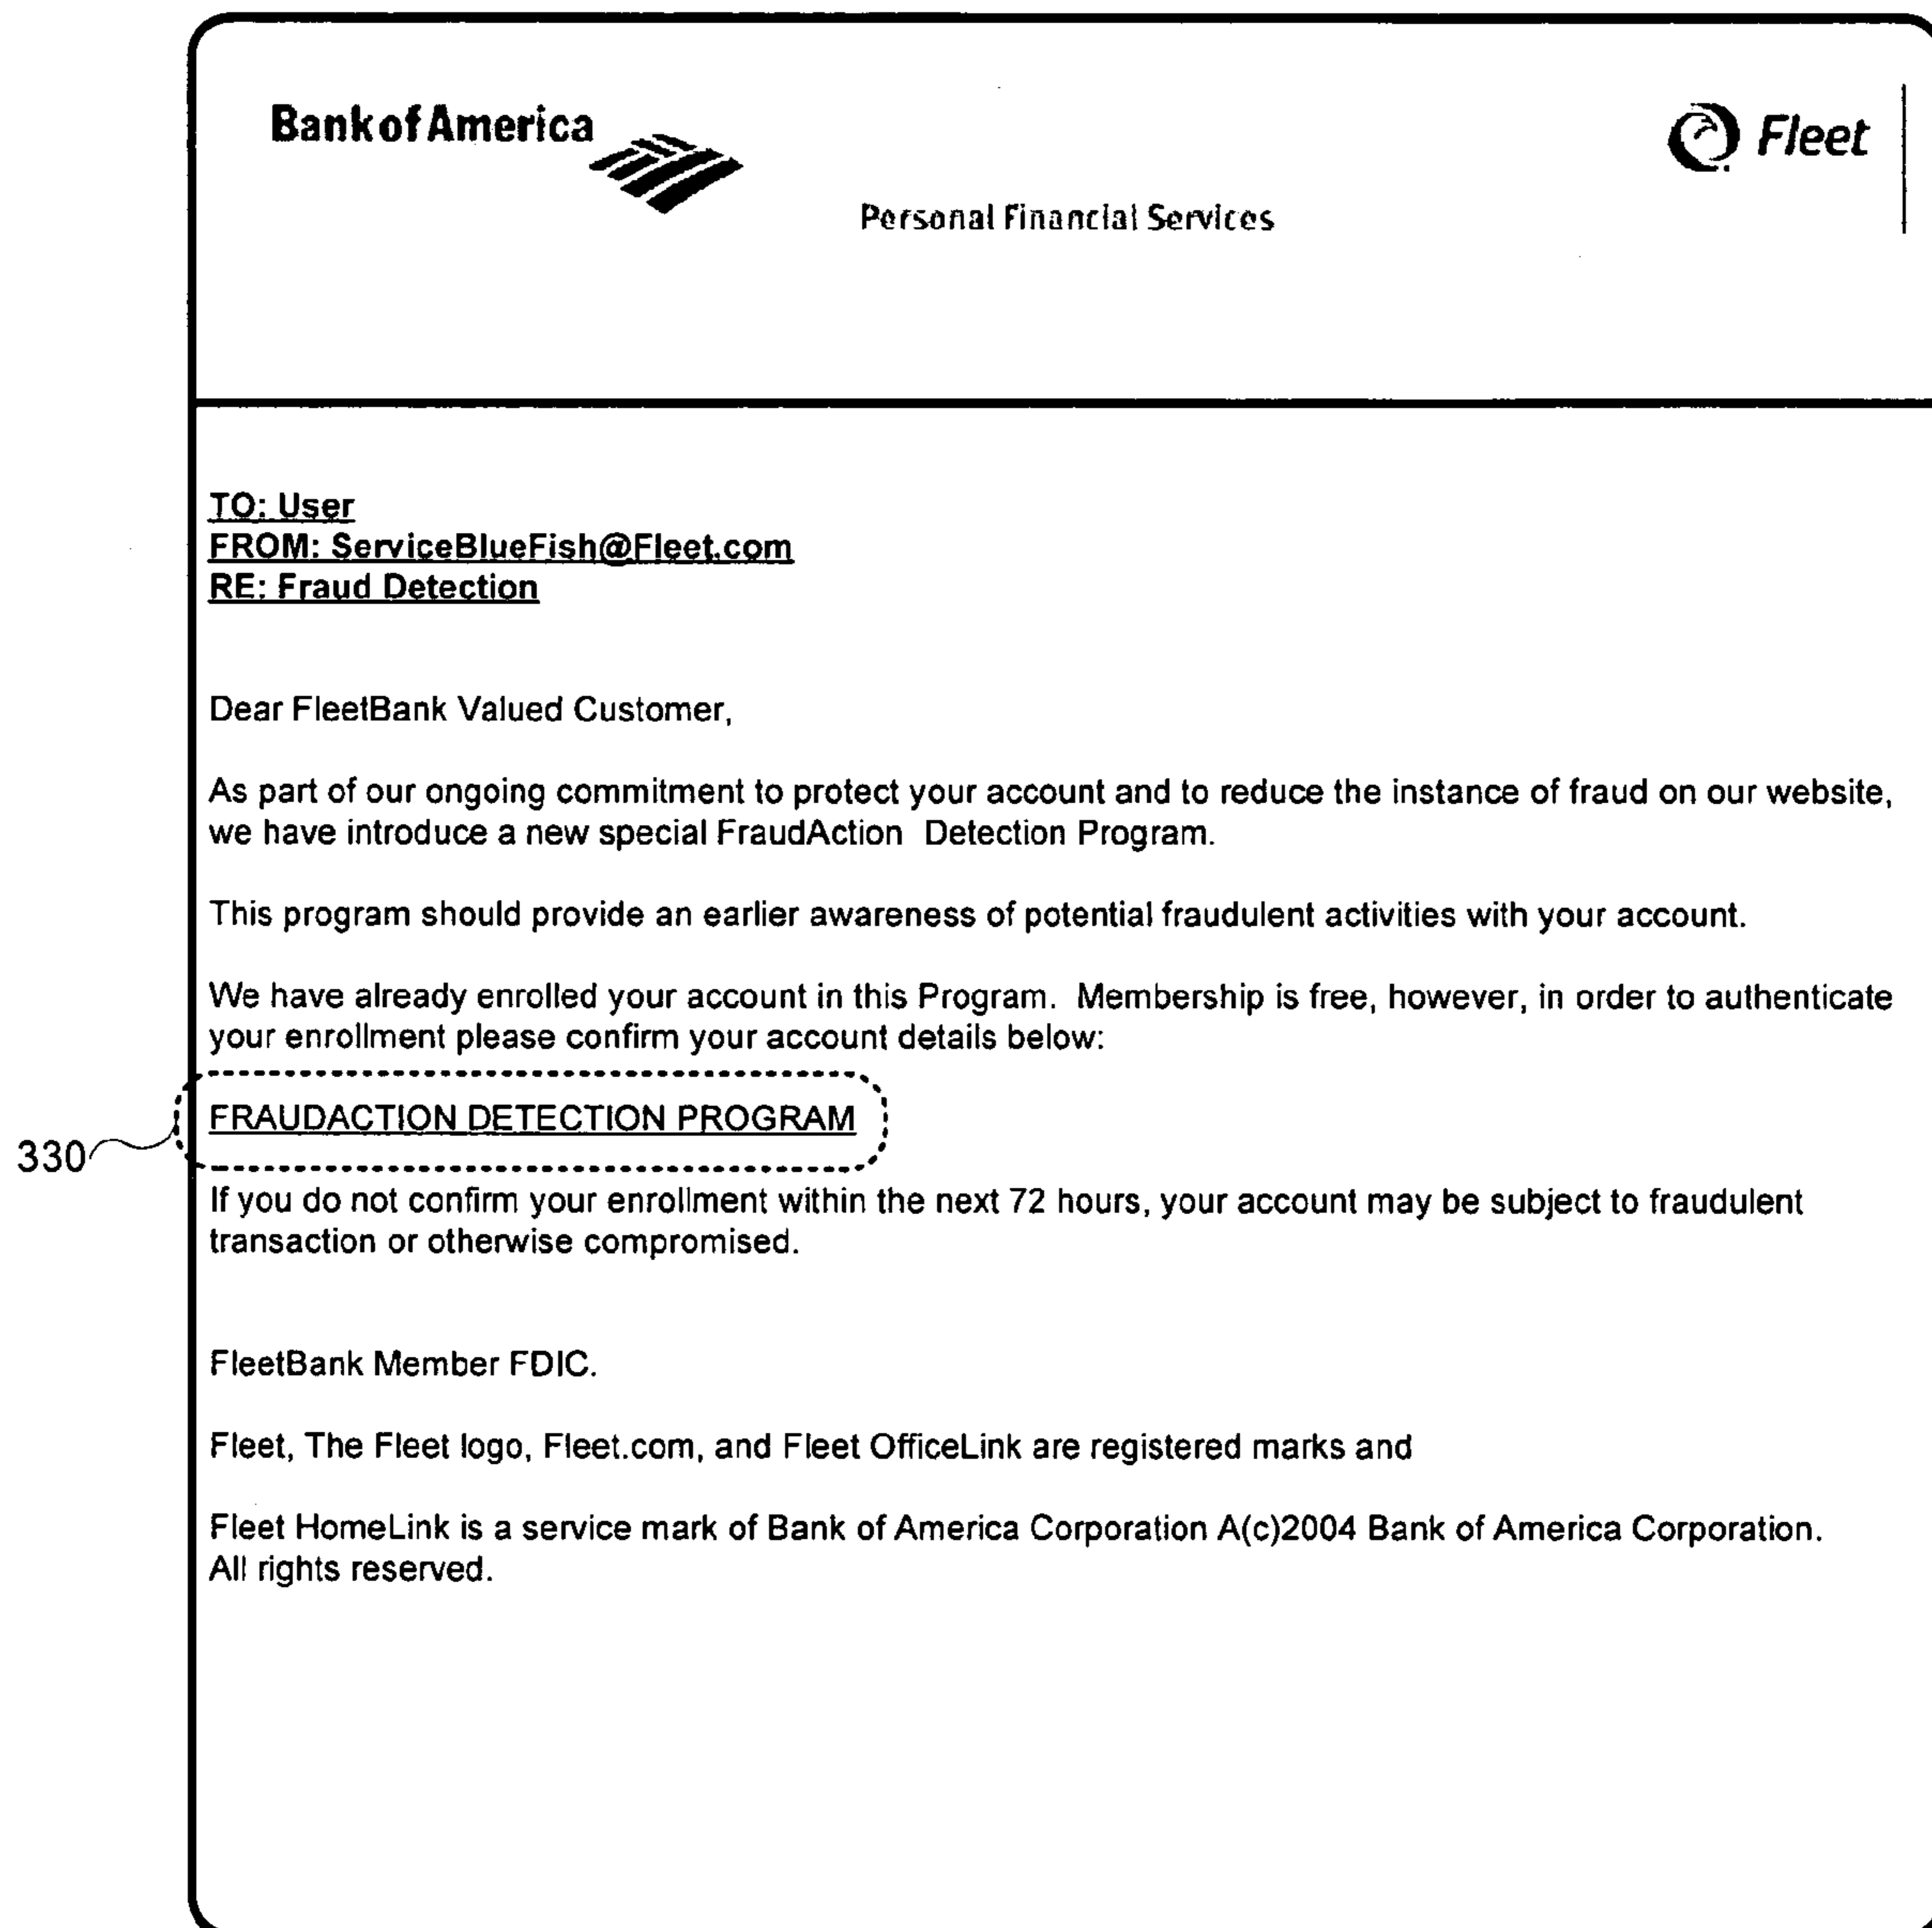 Bank of America
Fleet
Personal Financial Services
TO: User
FROM: ServiceBlueFish@Fleet.com
RE: Fraud Detection
Dear FleetBank Valued Customer,
As part of our ongoing commitment to protect your account and to reduce the instance of fraud on our website,
we have introduce a new special FraudAction  Detection Program.
This program should provide an earlier awareness of potential fraudulent activities with your account.
We have already enrolled your account in this Program.  Membership is free, however, in order to authenticate
your enrollment please confirm your account details below:
FRAUDACTION DETECTION PROGRAM
330
If you do not confirm your enrollment within the next 72 hours, your account may be subject to fraudulent
transaction or otherwise compromised.
FleetBank Member FDIC.
Fleet, The Fleet logo, Fleet.com, and Fleet OfficeLink are registered marks and
Fleet HomeLink is a service mark of Bank of America Corporation A(c)2004 Bank of America Corporation.
All rights reserved.